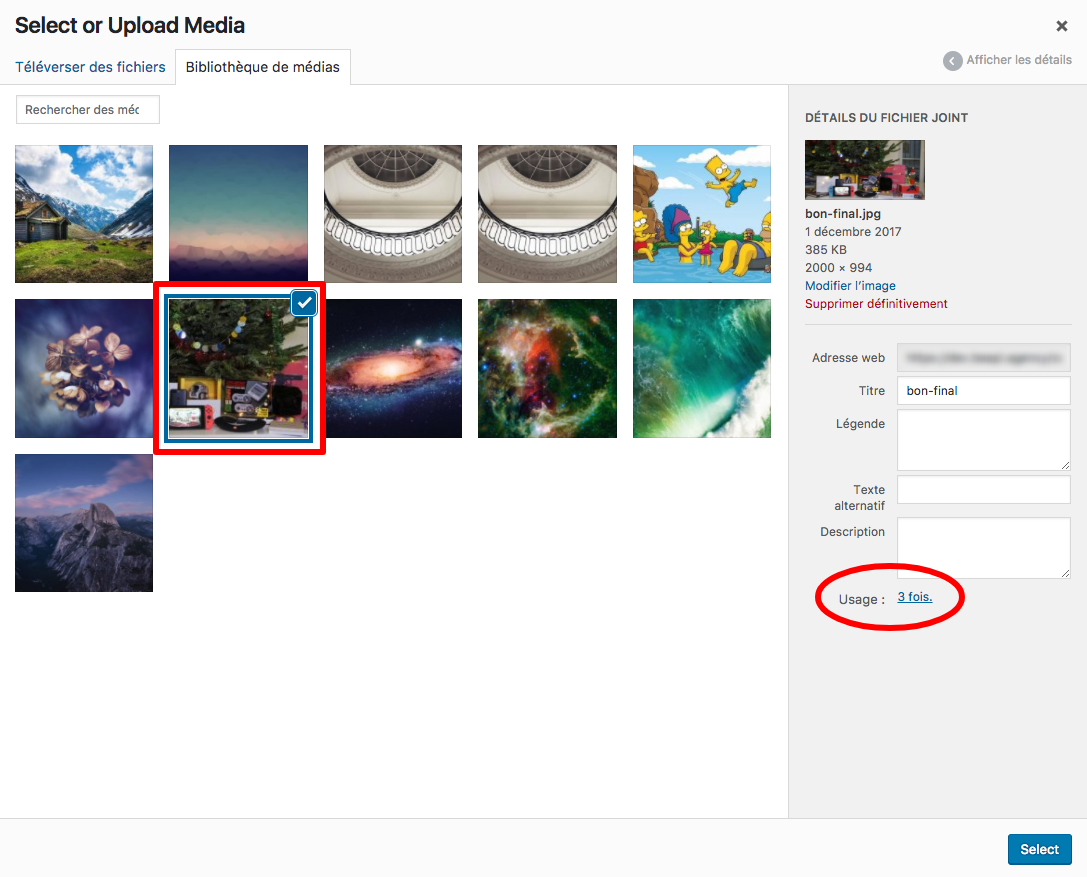 Select or Upload Media
Téléverser des fichiers
Bibliothèque de médias
Afficher les détails
Rechercher des méc
DÉTAILS DU FICHIER JOINT
bon-final.jpg
1 décembre 2017
385 KB
2000 × 994
Modifier l'image
Supprimer définitivement
Adresse web
Titre
bon-final
Légende
Texte
alternatif
Description
Usage :
3 fois.
Select